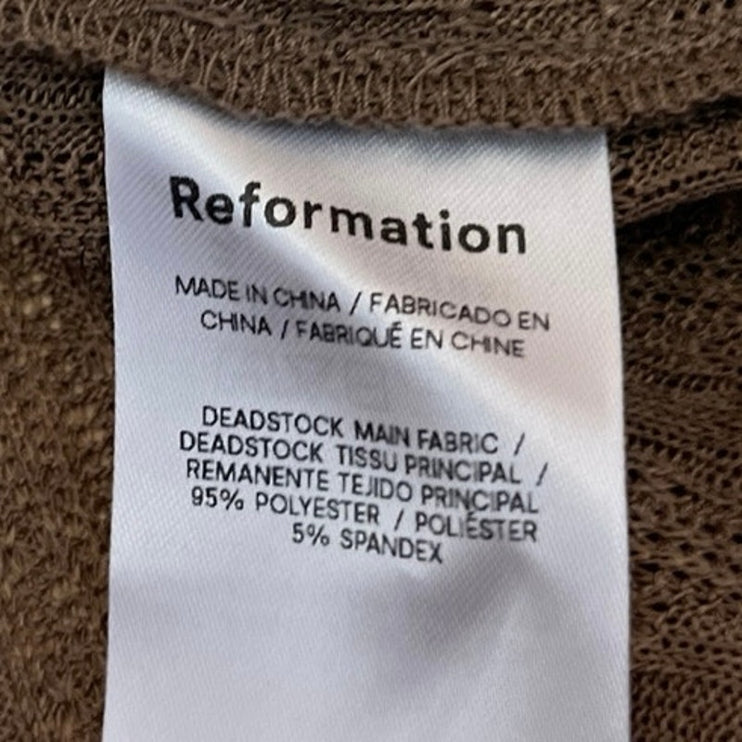 Reformation
MADE IN CHINA / FABRICADO EN
CHINA / FABRIQUÉ EN CHINE
DEADSTOCK MAIN FABRIC /
DEADSTOCK TISSU PRINCIPAL /
REMANENTE TEJIDO PRINCIPAL
95% POLYESTER / POLIÉSTER
5% SPANDEX